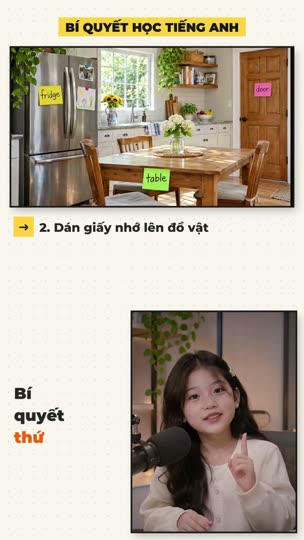 BÍ QUYẾT HỌC TIẾNG ANH
fridge
door
table
→ 2. Dán giấy nhớ lên đồ vật
Bí
quyết
thứ